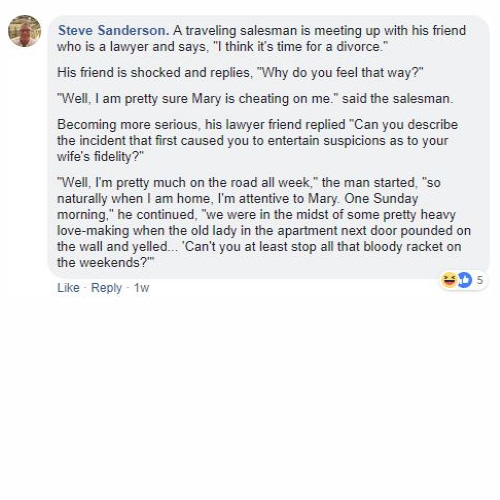 Steve Sanderson. A traveling salesman is meeting up with his friend
who is a lawyer and says, "I think it's time for a divorce."
His friend is shocked and replies, "Why do you feel that way?"
"Well, I am pretty sure Mary is cheating on me." said the salesman.
Becoming more serious, his lawyer friend replied "Can you describe
the incident that first caused you to entertain suspicions as to your
wife's fidelity?"
"Well, I'm pretty much on the road all week," the man started, "so
naturally when I am home, I'm attentive to Mary. One Sunday
morning," he continued, "we were in the midst of some pretty heavy
love-making when the old lady in the apartment next door pounded on
the wall and yelled... 'Can't you at least stop all that bloody racket on
the weekends?'"
Like · Reply · 1w
5